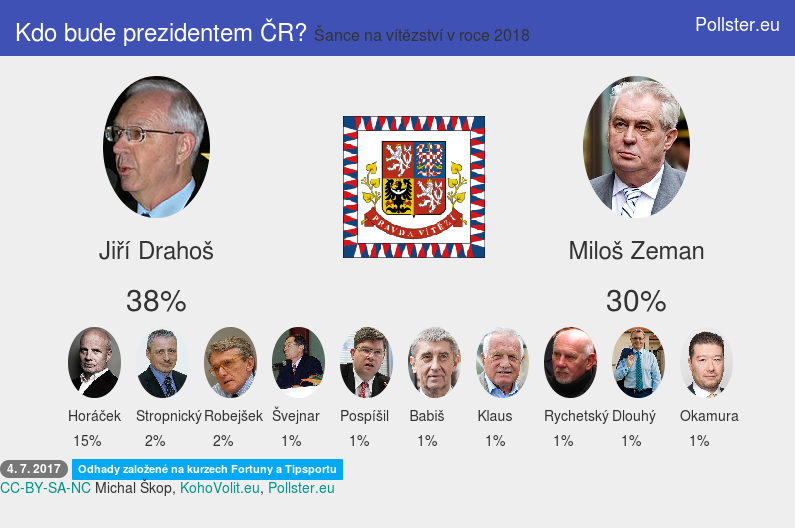 Kdo bude prezidentem ČR? Šance na vítězství v roce 2018
Pollster.eu
PRAVDA VÍTĚZÍ
Jiří Drahoš
Miloš Zeman
38%
30%
Horáček Stropnický Robejšek Švejnar Pospíšil Babiš Klaus Rychetský Dlouhý Okamura
15% 2% 2% 1% 1% 1% 1% 1% 1% 1%
4. 7. 2017 Odhady založené na kurzech Fortuny a Tipsportu
CC-BY-SA-NC Michal Škop, KohoVolit.eu, Pollster.eu